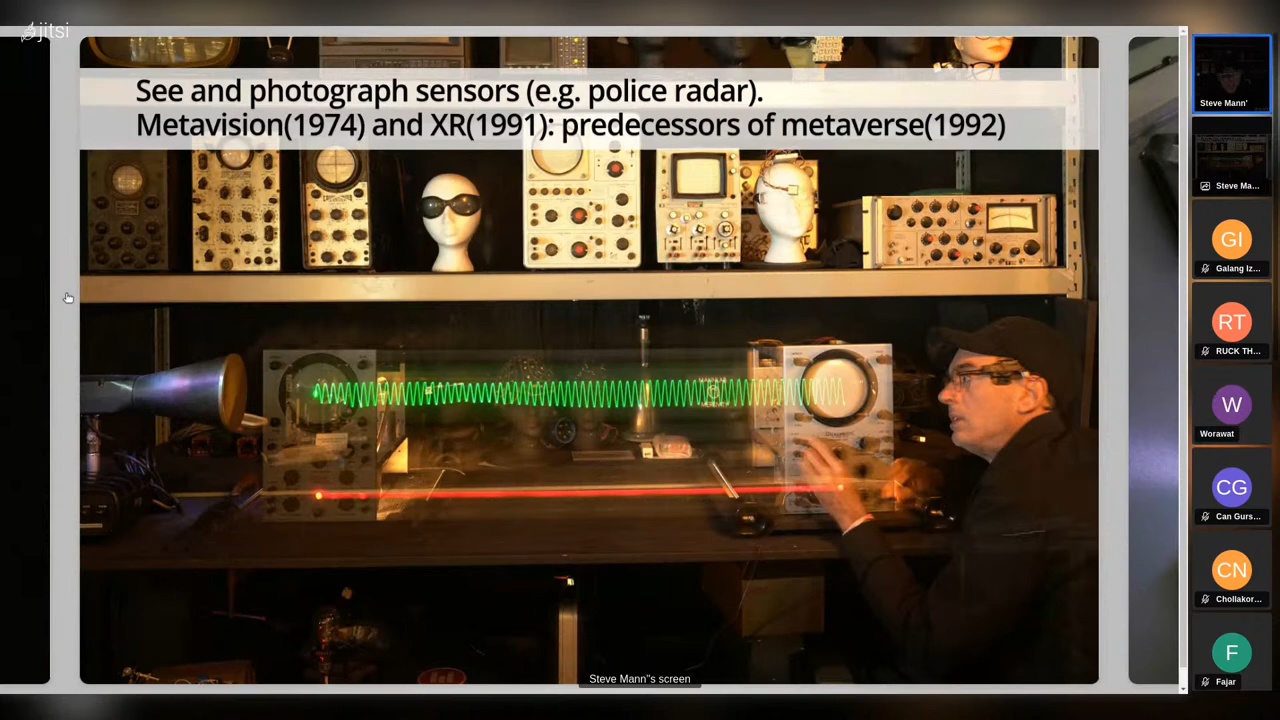 jitsi
See and photograph sensors (e.g. police radar).
Metavision(1974) and XR(1991): predecessors of metaverse(1992)
Steve Mann''s screen
Steve Mann'
Steve Ma...
GI
Galang Iz...
RT
RUCK TH...
W
Worawat
CG
Can Gurs...
CN
Chollakor...
F
Fajar